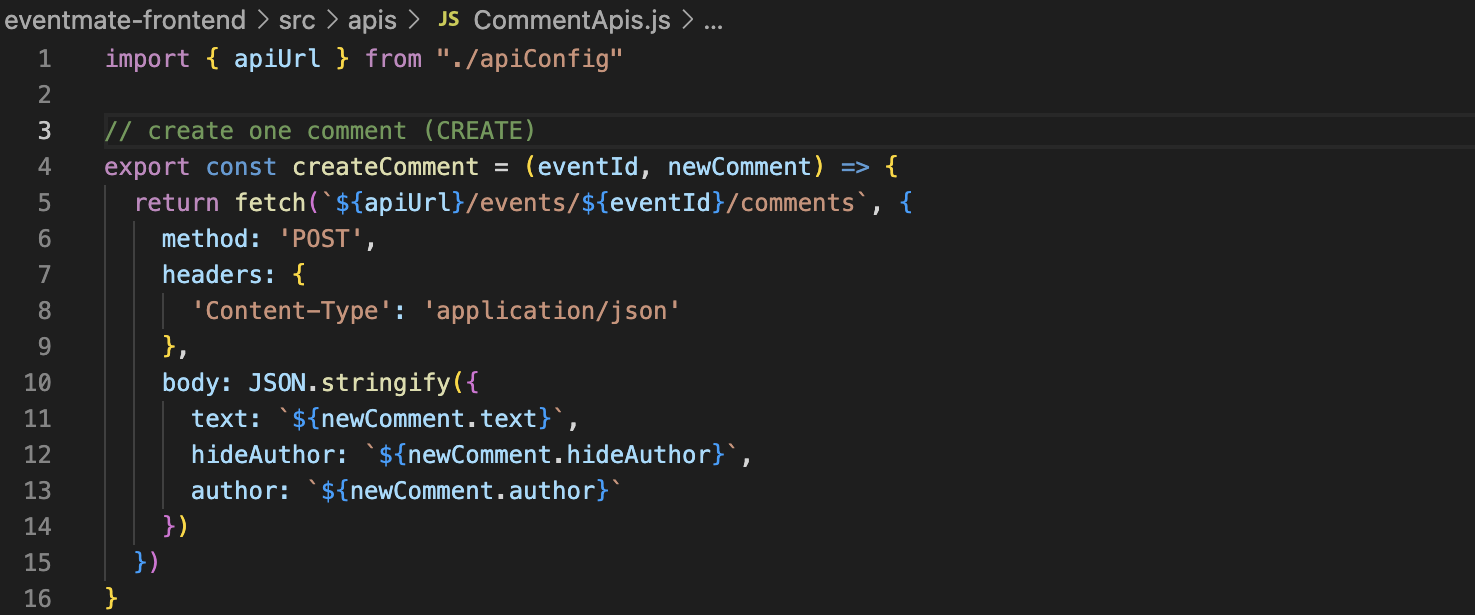 eventmate-frontend > src > apis > JS CommentApis.js > ...
1 import { apiUrl } from "./apiConfig"
2
3 // create one comment (CREATE)
4 export const createComment = (eventId, newComment) => {
5   return fetch(`${apiUrl}/events/${eventId}/comments`, {
6     method: 'POST',
7     headers: {
8       'Content-Type': 'application/json'
9     },
10     body: JSON.stringify({
11       text: `${newComment.text}`,
12       hideAuthor: `${newComment.hideAuthor}`,
13       author: `${newComment.author}`
14     })
15   })
16 }